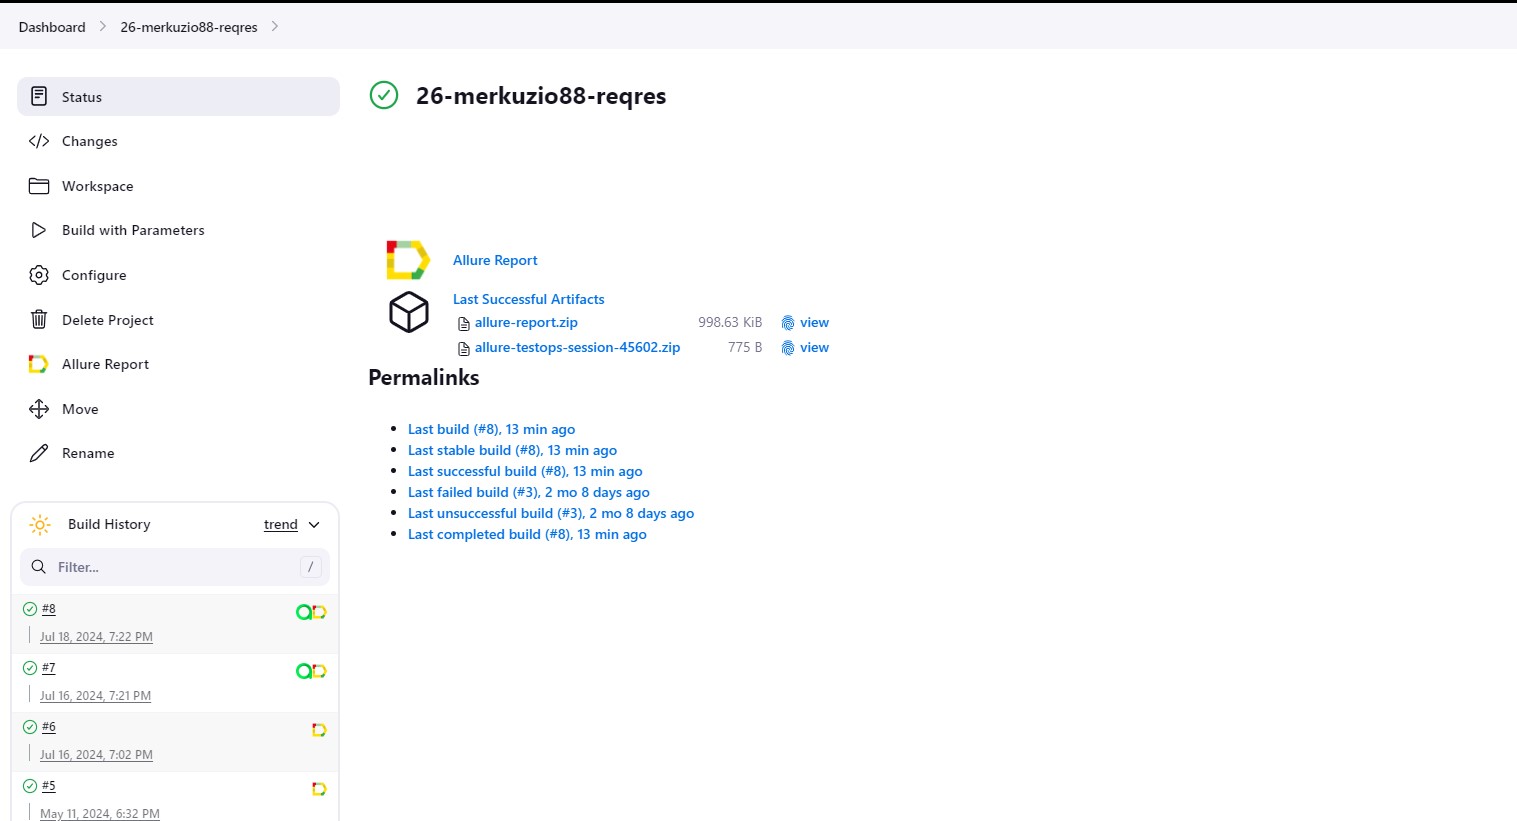 Dashboard 26-merkuzio88-reqres
Status
Changes
Workspace
Build with Parameters
Configure
Delete Project
Allure Report
Move
Rename
Build History trend
Filter... /
#8
Jul 18, 2024, 7:22 PM
#7
Jul 16, 2024, 7:21 PM
#6
Jul 16, 2024, 7:02 PM
#5
May 11, 2024, 6:32 PM
26-merkuzio88-reqres
Allure Report
Last Successful Artifacts
allure-report.zip 998.63 KiB view
allure-testops-session-45602.zip 775 B view
Permalinks
Last build (#8), 13 min ago
Last stable build (#8), 13 min ago
Last successful build (#8), 13 min ago
Last failed build (#3), 2 mo 8 days ago
Last unsuccessful build (#3), 2 mo 8 days ago
Last completed build (#8), 13 min ago